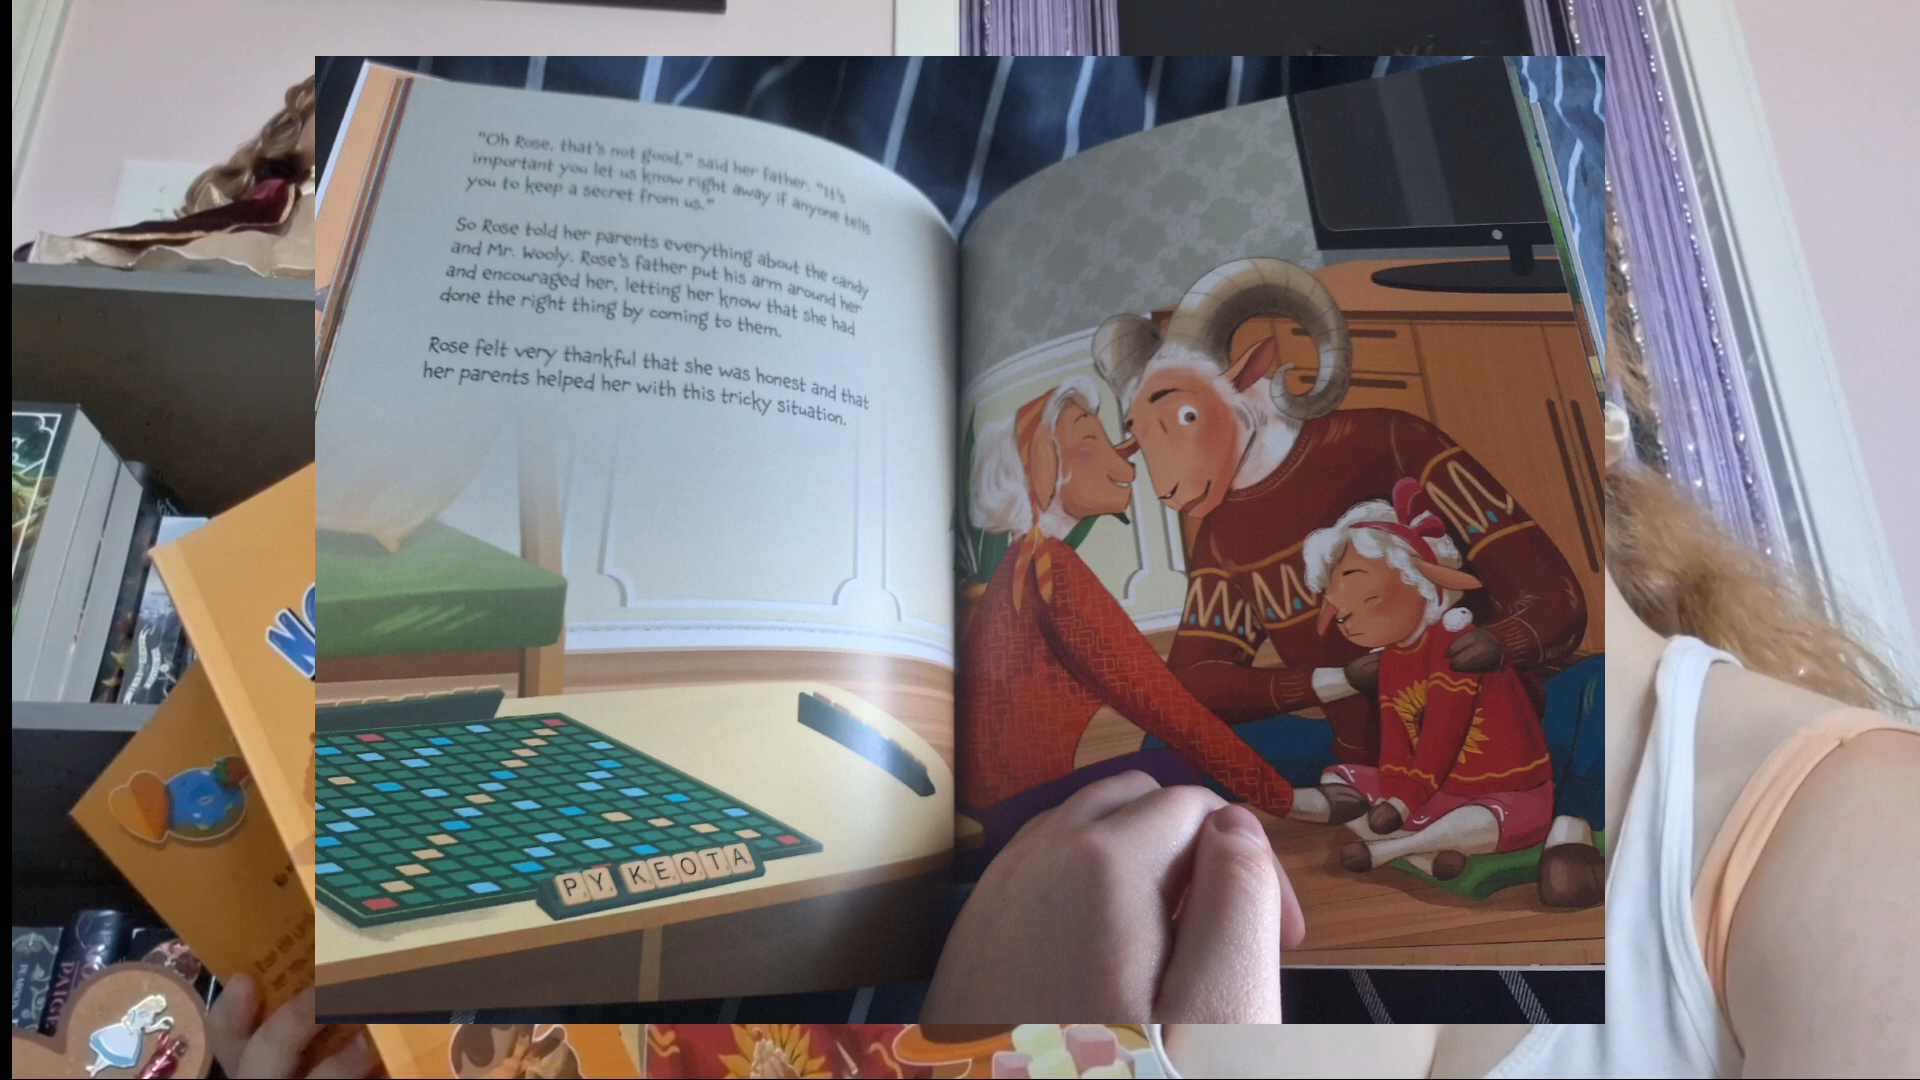 "Oh Rose, that's not good," said her father. "It's
important you let us know right away if anyone tells
you to keep a secret from us."
So Rose told her parents everything about the candy
and Mr. Wooly. Rose's father put his arm around her
and encouraged her, letting her know that she had
done the right thing by coming to them.
Rose felt very thankful that she was honest and that
her parents helped her with this tricky situation.
PY KEOTA
PAIGE